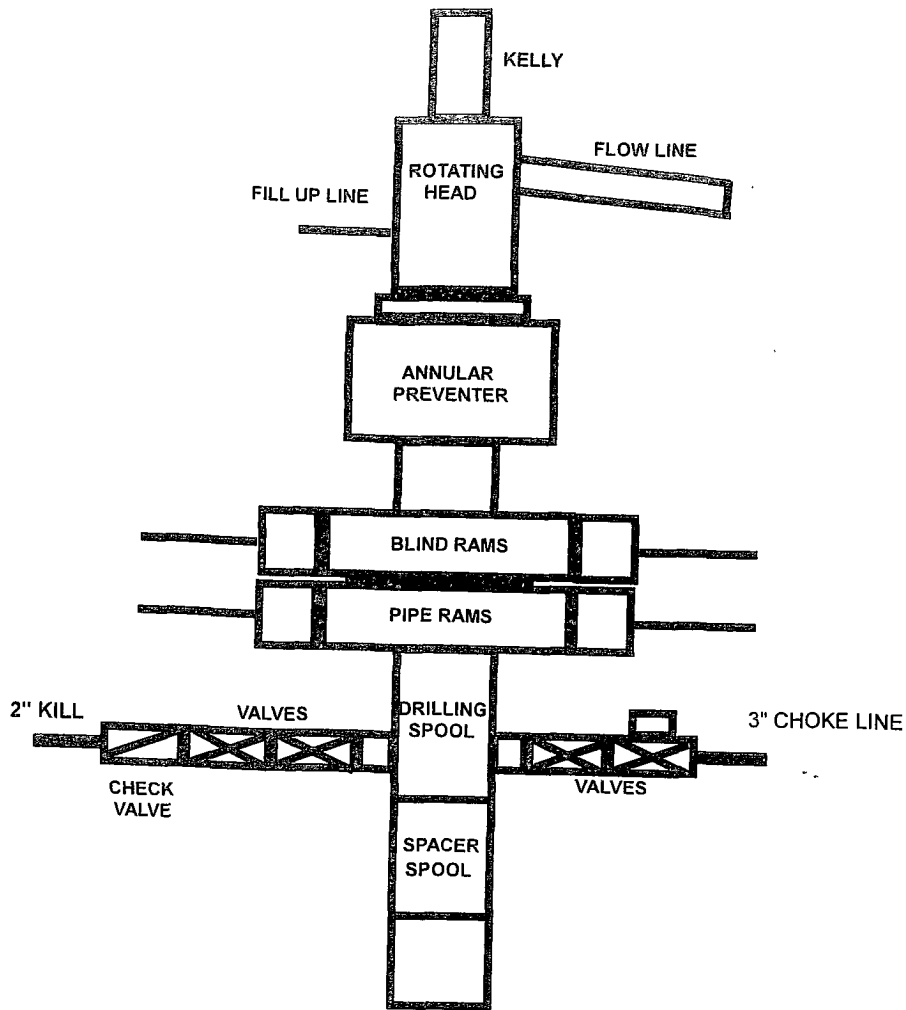 KELLY
FLOW LINE
ROTATING
HEAD
FILL UP LINE
ANNULAR
PREVENTER
BLIND RAMS
PIPE RAMS
2" KILL
VALVES
DRILLING
SPOOL
3" CHOKE LINE
CHECK
VALVE
VALVES
SPACER
SPOOL